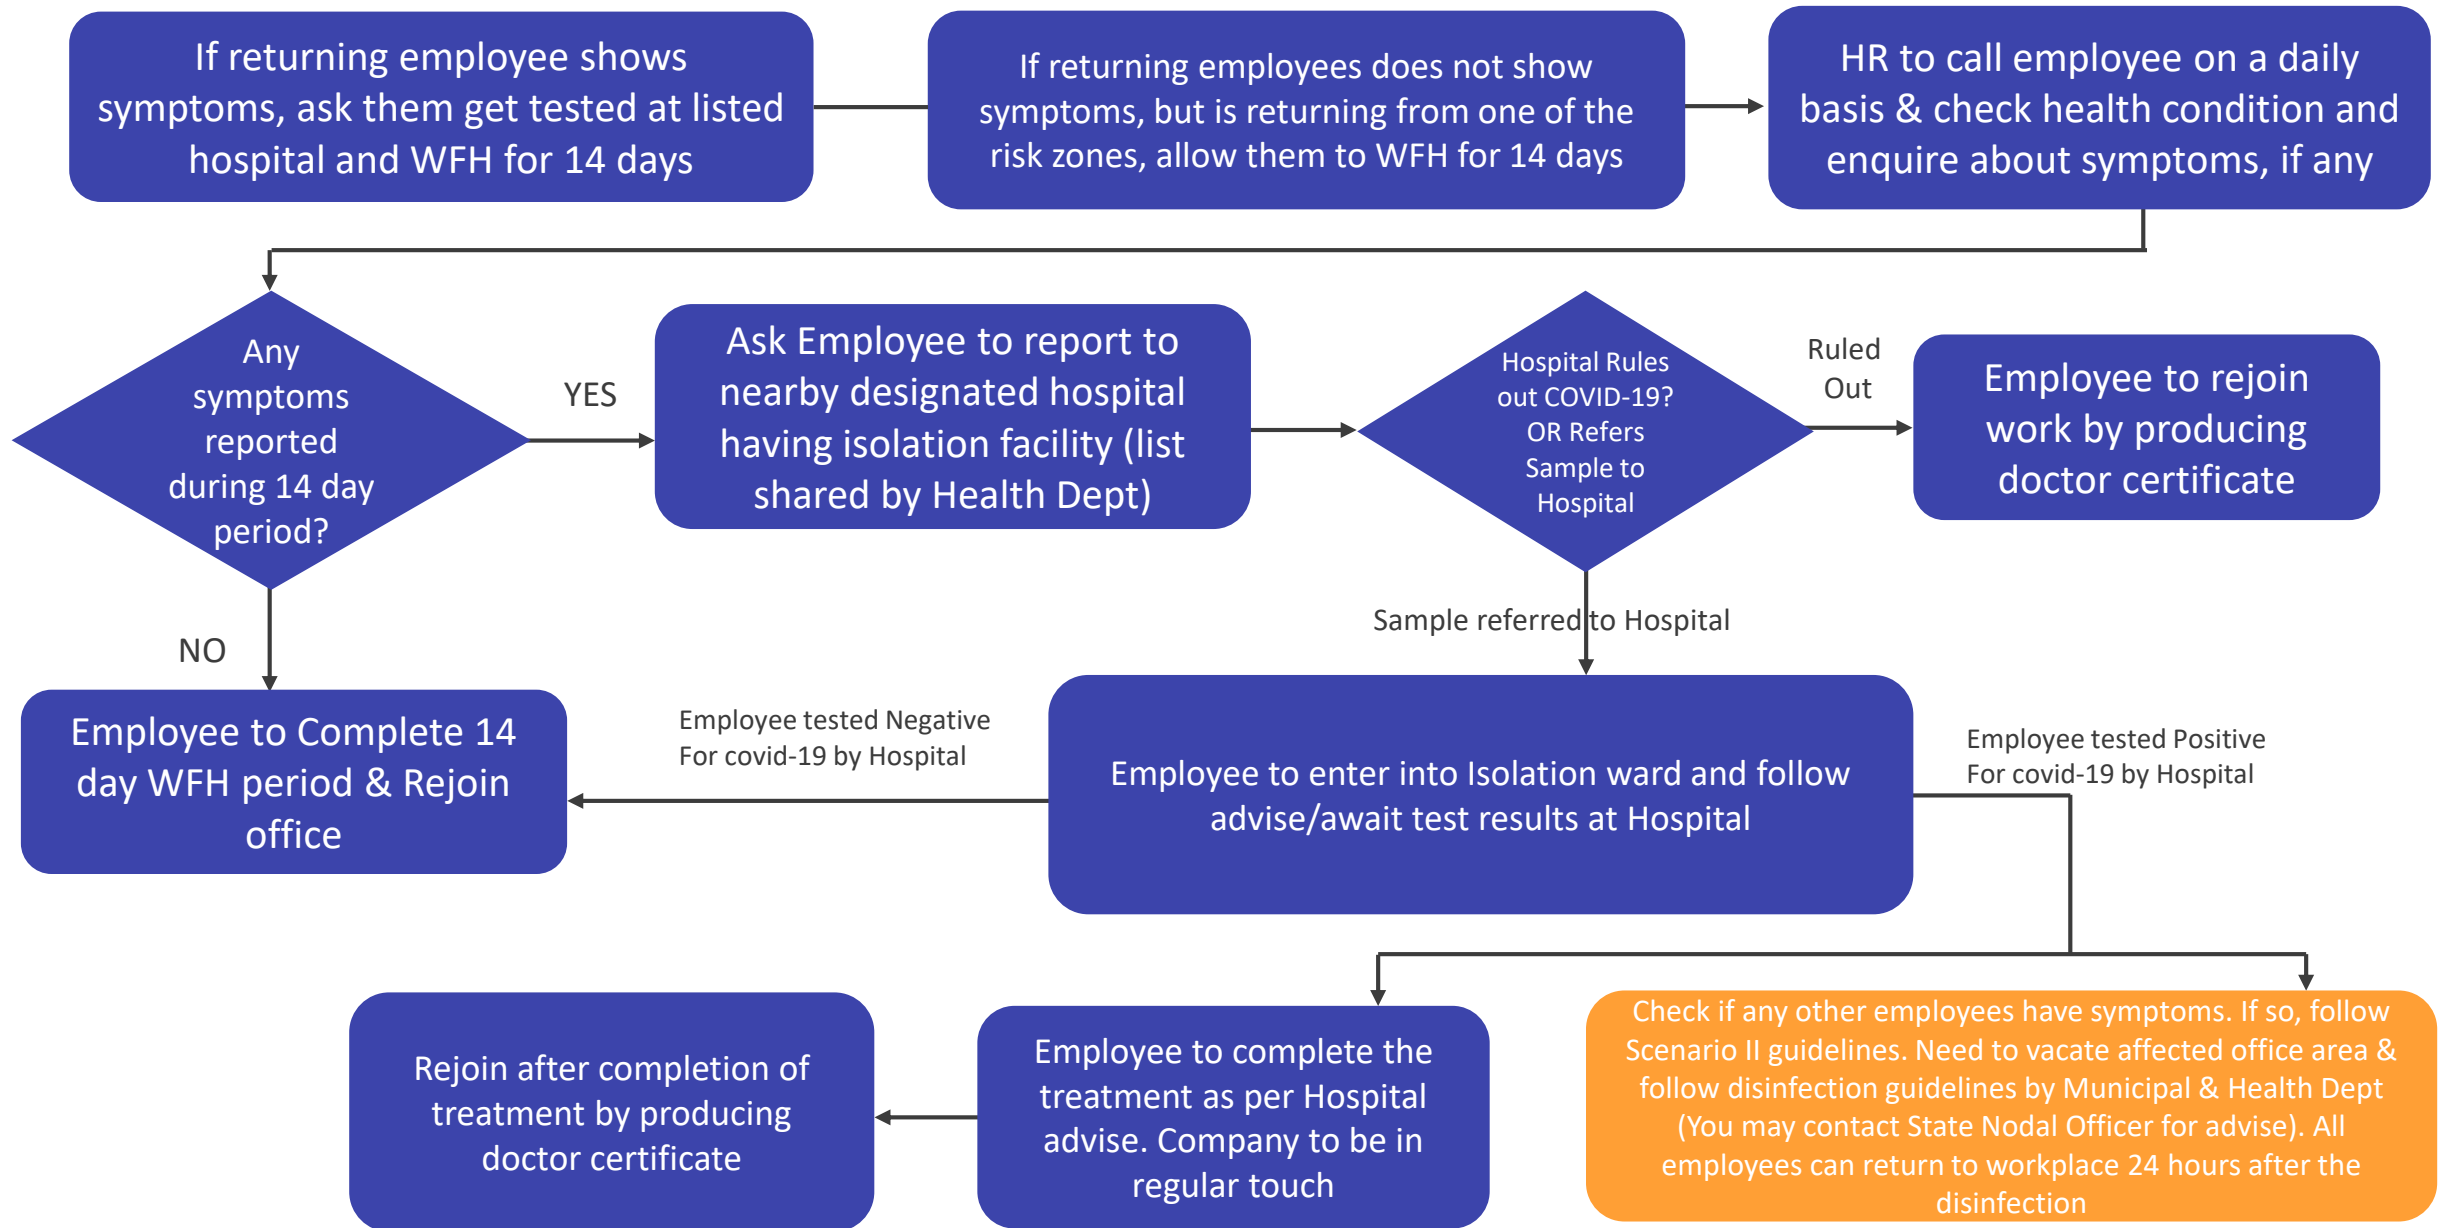 If returning employee shows
symptoms, ask them get tested at listed
hospital and WFH for 14 days
If returning employees does not show
symptoms, but is returning from one of the
risk zones, allow them to WFH for 14 days
HR to call employee on a daily
basis & check health condition and
enquire about symptoms, if any
Any
symptoms
reported
during 14 day
period?
YES
Ask Employee to report to
nearby designated hospital
having isolation facility (list
shared by Health Dept)
Hospital Rules
out COVID-19?
OR Refers
Sample to
Hospital
Ruled
Out
Employee to rejoin
work by producing
doctor certificate
NO
Sample referred to Hospital
Employee to Complete 14
day WFH period & Rejoin
office
Employee tested Negative
For covid-19 by Hospital
Employee to enter into Isolation ward and follow
advise/await test results at Hospital
Employee tested Positive
For covid-19 by Hospital
Rejoin after completion of
treatment by producing
doctor certificate
Employee to complete the
treatment as per Hospital
advise. Company to be in
regular touch
Check if any other employees have symptoms. If so, follow
Scenario II guidelines. Need to vacate affected office area &
follow disinfection guidelines by Municipal & Health Dept
(You may contact State Nodal Officer for advise). All
employees can return to workplace 24 hours after the
disinfection